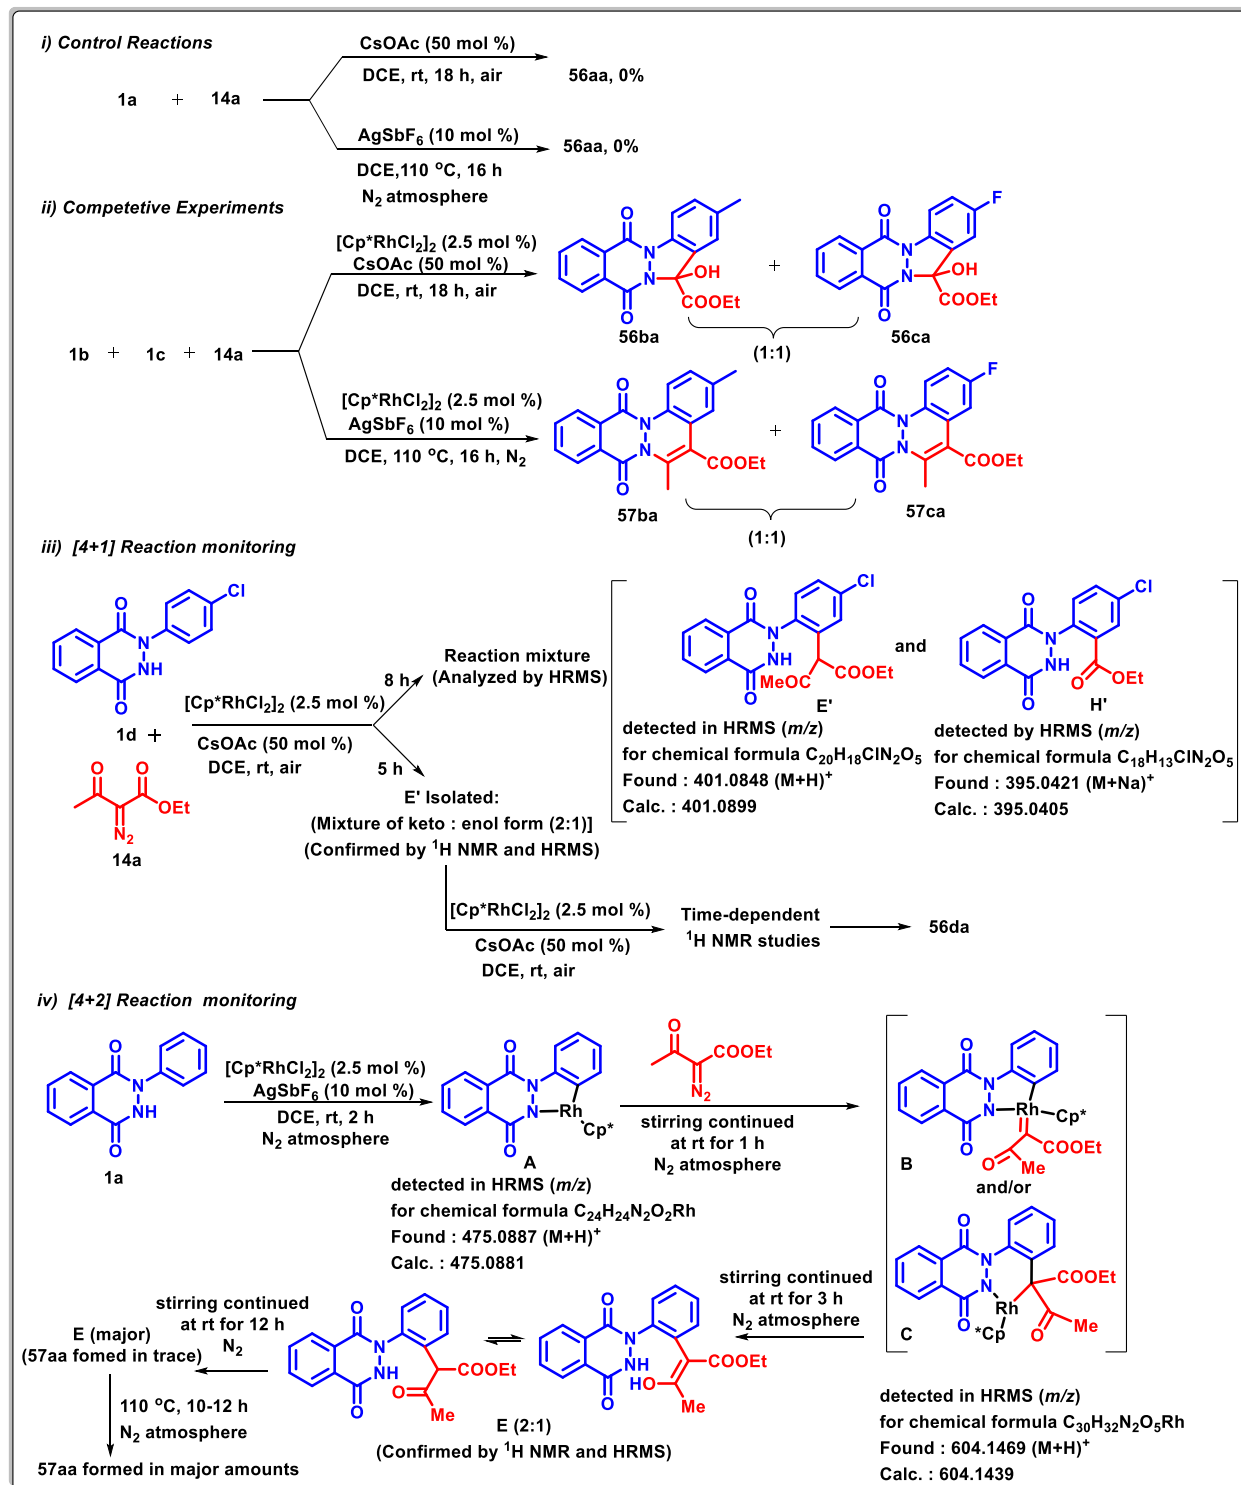 i) Control Reactions
CsOAc (50 mol %)
DCE, rt, 18 h, air
56aa, 0%
1a + 14a
AgSbF6 (10 mol %)
DCE,110 °C, 16 h
N2 atmosphere
56aa, 0%
ii) Competetive Experiments
[Cp*RhCl2]2 (2.5 mol %)
CsOAc (50 mol %)
DCE, rt, 18 h, air
O
N
N
O
OH
COOEt
56ba
+
O
F
N
N
O
OH
COOEt
56ca
(1:1)
1b + 1c + 14a
[Cp*RhCl2]2 (2.5 mol %)
AgSbF6 (10 mol %)
DCE, 110 °C, 16 h, N2
O
N
N
O
COOEt
57ba
+
O
F
N
N
O
COOEt
57ca
(1:1)
iii) [4+1] Reaction monitoring
O
Cl
N
NH
O
1d +
O
O
OEt
N2
14a
[Cp*RhCl2]2 (2.5 mol %)
CsOAc (50 mol %)
DCE, rt, air
8 h
Reaction mixture
(Analyzed by HRMS)
5 h
E' Isolated:
(Mixture of keto : enol form (2:1)]
(Confirmed by 1H NMR and HRMS)
O
Cl
N
NH
O
MeOC
COOEt
E'
detected in HRMS (m/z)
for chemical formula C20H18ClN2O5
Found : 401.0848 (M+H)+
Calc. : 401.0899
and
O
Cl
N
NH
O
O
OEt
H'
detected by HRMS (m/z)
for chemical formula C18H13ClN2O5
Found : 395.0421 (M+Na)+
Calc. : 395.0405
[Cp*RhCl2]2 (2.5 mol %)
CsOAc (50 mol %)
DCE, rt, air
Time-dependent
1H NMR studies
56da
iv) [4+2] Reaction monitoring
O
N
NH
O
1a
[Cp*RhCl2]2 (2.5 mol %)
AgSbF6 (10 mol %)
DCE, rt, 2 h
N2 atmosphere
O
N
N
Rh
Cp*
O
A
detected in HRMS (m/z)
for chemical formula C24H24N2O2Rh
Found : 475.0887 (M+H)+
Calc. : 475.0881
O
COOEt
N2
stirring continued
at rt for 1 h
N2 atmosphere
O
N
N
Rh
Cp*
O
COOEt
O
Me
B
and/or
O
N
N
COOEt
Rh
O
*Cp
O
Me
C
detected in HRMS (m/z)
for chemical formula C30H32N2O5Rh
Found : 604.1469 (M+H)+
Calc. : 604.1439
stirring continued
at rt for 3 h
N2 atmosphere
O
N
NH
O
COOEt
HO
Me
O
N
NH
O
COOEt
O
Me
E (2:1)
(Confirmed by 1H NMR and HRMS)
stirring continued
at rt for 12 h
N2
E (major)
(57aa fomed in trace)
110 °C, 10-12 h
N2 atmosphere
57aa formed in major amounts